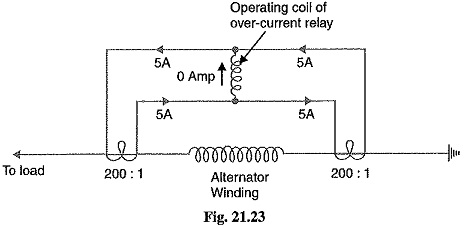 Operating coil of
over-current relay
5A
0 Amp
5A
5A
5A
To load
200 : 1
Alternator
Winding
200 : 1
Fig. 21.23